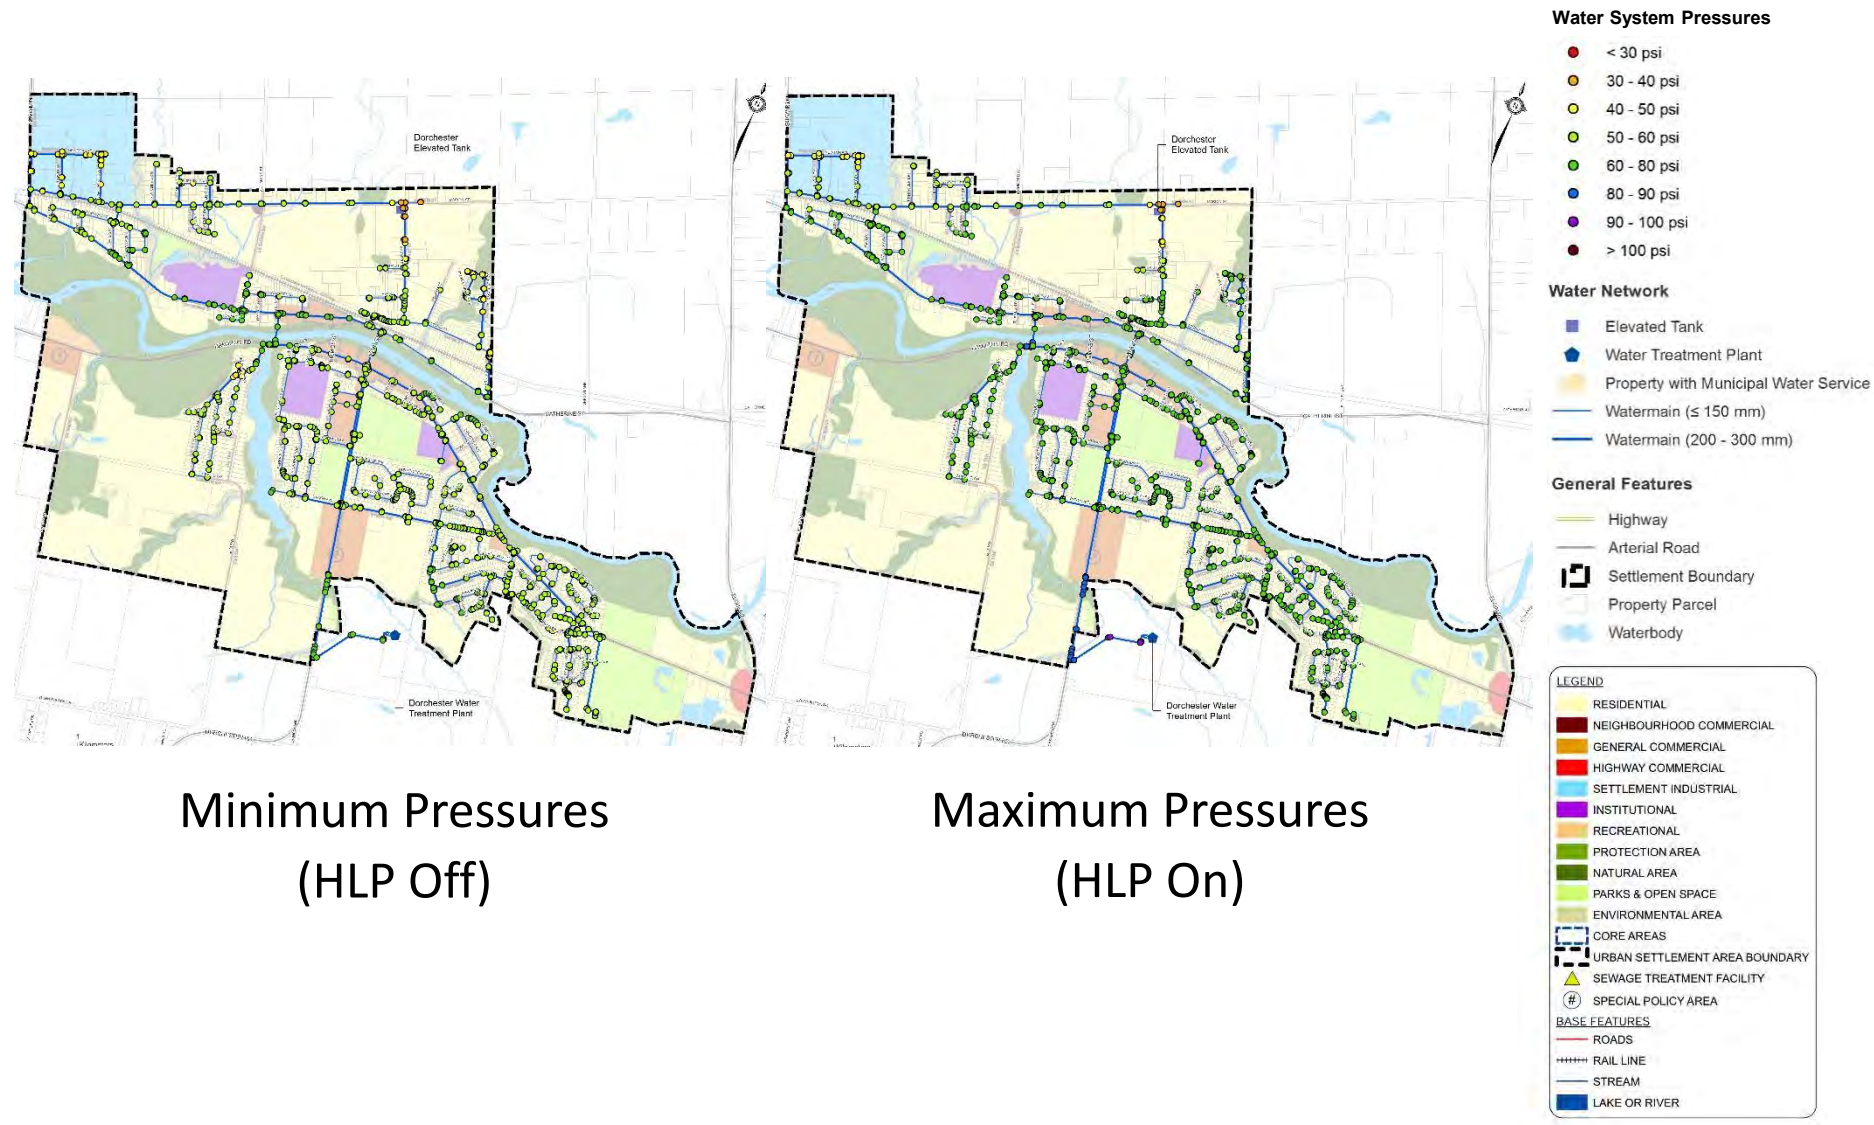 Water System Pressures
< 30 psi
30 - 40 psi
40 - 50 psi
50 - 60 psi
60 - 80 psi
80 - 90 psi
90 - 100 psi
> 100 psi
Water Network
Elevated Tank
Water Treatment Plant
Property with Municipal Water Service
Watermain (≤ 150 mm)
Watermain (200 - 300 mm)
General Features
Highway
Arterial Road
Settlement Boundary
Property Parcel
Waterbody
LEGEND
RESIDENTIAL
NEIGHBOURHOOD COMMERCIAL
GENERAL COMMERCIAL
HIGHWAY COMMERCIAL
SETTLEMENT INDUSTRIAL
INSTITUTIONAL
RECREATIONAL
PROTECTION AREA
NATURAL AREA
PARKS & OPEN SPACE
ENVIRONMENTAL AREA
CORE AREAS
URBAN SETTLEMENT AREA BOUNDARY
SEWAGE TREATMENT FACILITY
# SPECIAL POLICY AREA
BASE FEATURES
ROADS
RAIL LINE
STREAM
LAKE OR RIVER
Dorchester
Elevated Tank
Dorchester Water
Treatment Plant
Dorchester
Elevated Tank
Dorchester Water
Treatment Plant
Minimum Pressures
(HLP Off)
Maximum Pressures
(HLP On)